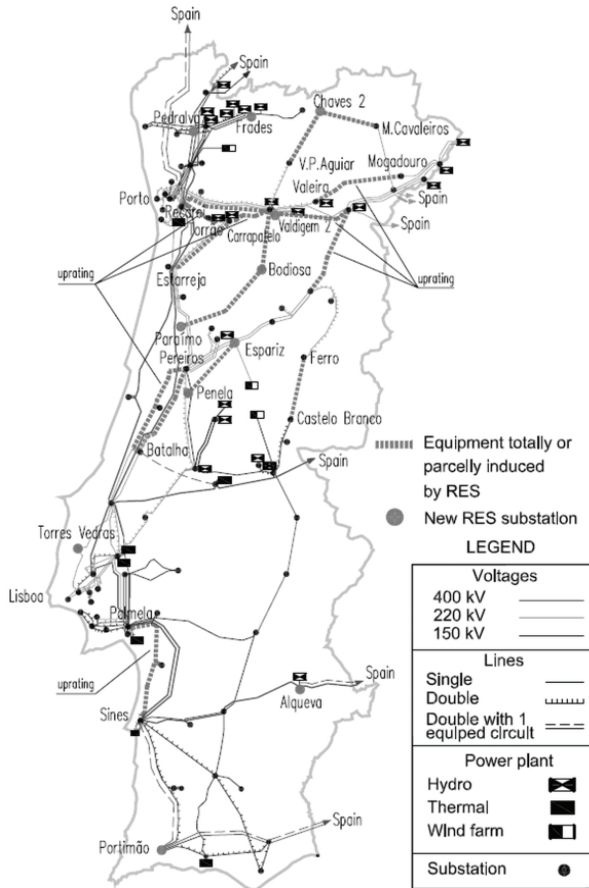 Spain
Spain
Chaves 2
Pedralva
Frades
M.Cavaleiros
V.P.Aguiar
Mogadouro
Valeira
Porto
Recarei
Spain
Torrão
Carrapatelo
Valdigem 2
Spain
uprating
Estarreja
Bodiosa
uprating
Paraímo
Pereiros
Espariz
Ferro
Penela
Castelo Branco
Batalha
Spain
Equipment totally or
parcelly induced
by RES
New RES substation
Torres Vedras
LEGEND
Voltages
400 kV
220 kV
150 kV
Lisboa
Palmela
Lines
Single
Double
Double with 1
equiped circuit
uprating
Spain
Sines
Alqueva
Power plant
Hydro
Thermal
Wind farm
Spain
Portimão
Substation